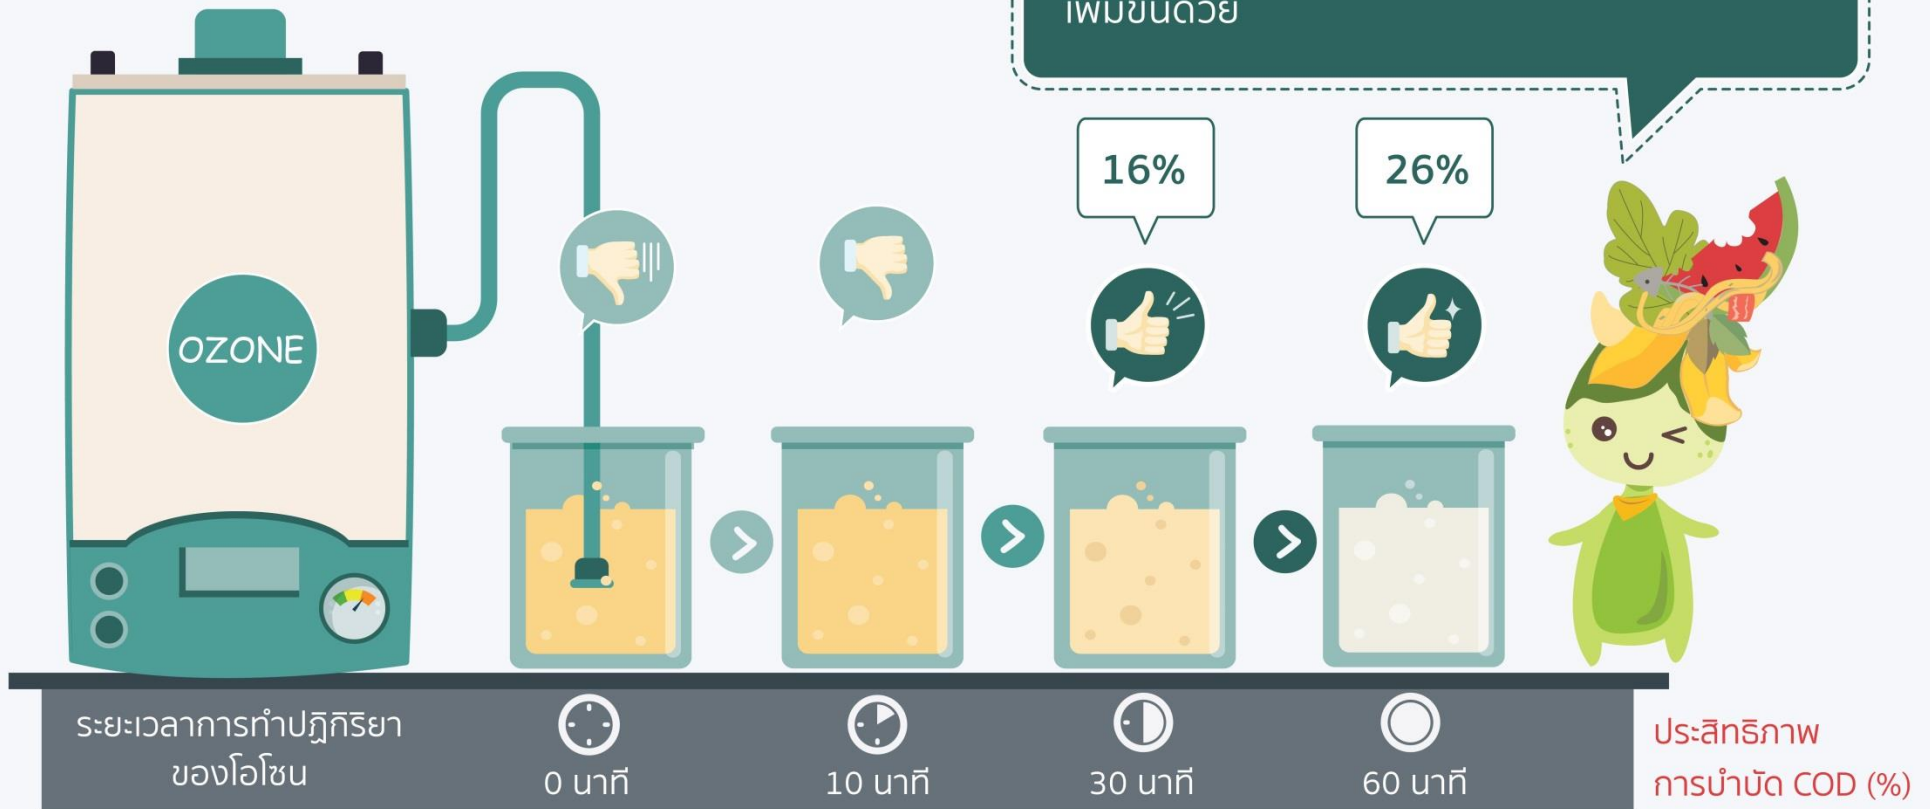 เพิ่มขึ้นด้วย
16%
26%
OZONE
ระยะเวลาการทำปฏิกิริยา
ของโอโซน
0 นาที
10 นาที
30 นาที
60 นาที
ประสิทธิภาพ
การบำบัด COD (%)